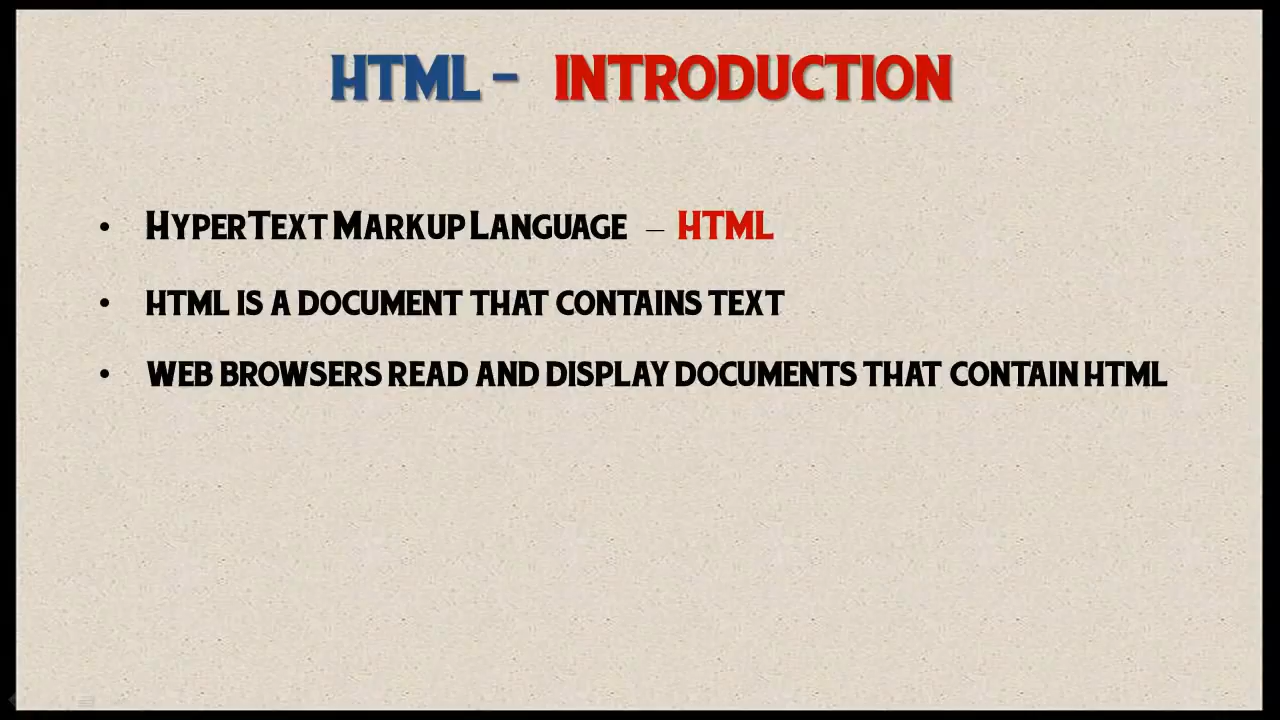 HTML - INTRODUCTION
• HyperText Markup Language – HTML
• HTML IS A DOCUMENT THAT CONTAINS TEXT
• WEB BROWSERS READ AND DISPLAY DOCUMENTS THAT CONTAIN HTML